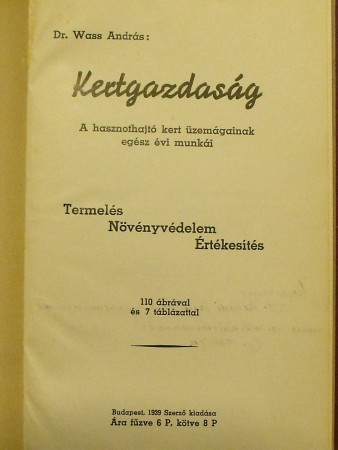 Dr. Wass András:
Kertgazdaság
A hasznothajtó kert üzemágainak
egész évi munkái
Termelés
Növényvédelem
Értékesítés
110 ábrával
és 7 táblázattal
Budapest, 1939 Szerző kiadása
Ára fűzve 6 P, kötve 8 P